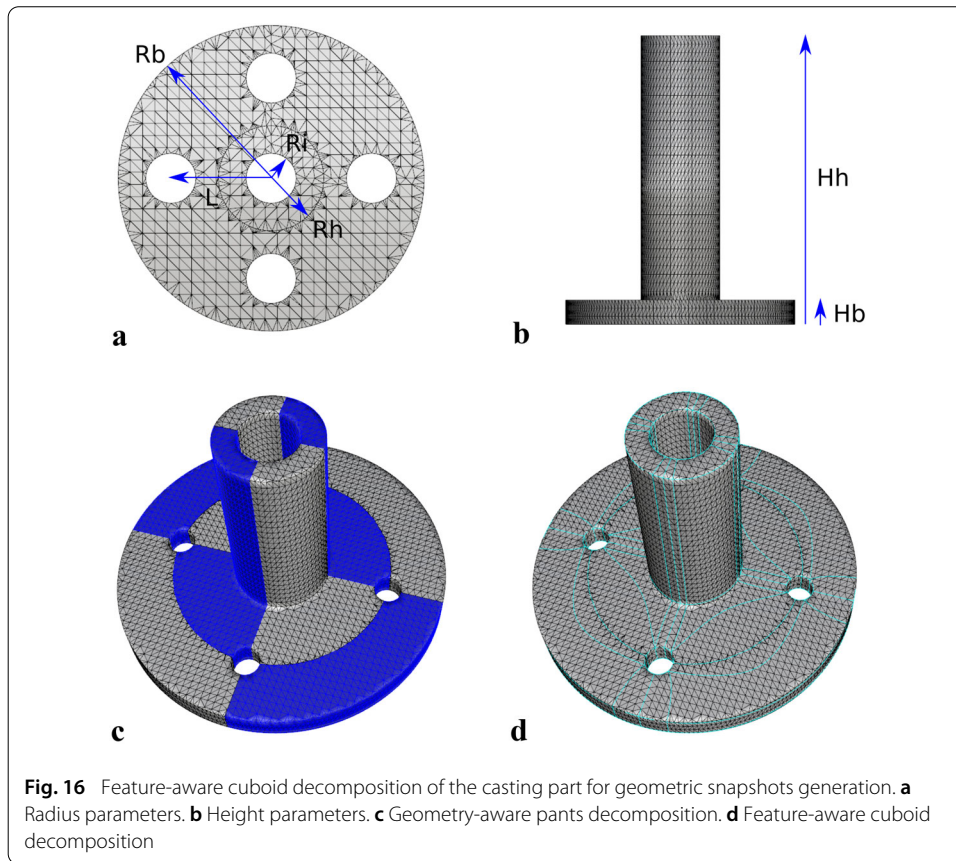 Rb
Ri
L
Rh
a
Hh
Hb
b
c
d
Fig. 16 Feature-aware cuboid decomposition of the casting part for geometric snapshots generation. a
Radius parameters. b Height parameters. c Geometry-aware pants decomposition. d Feature-aware cuboid
decomposition